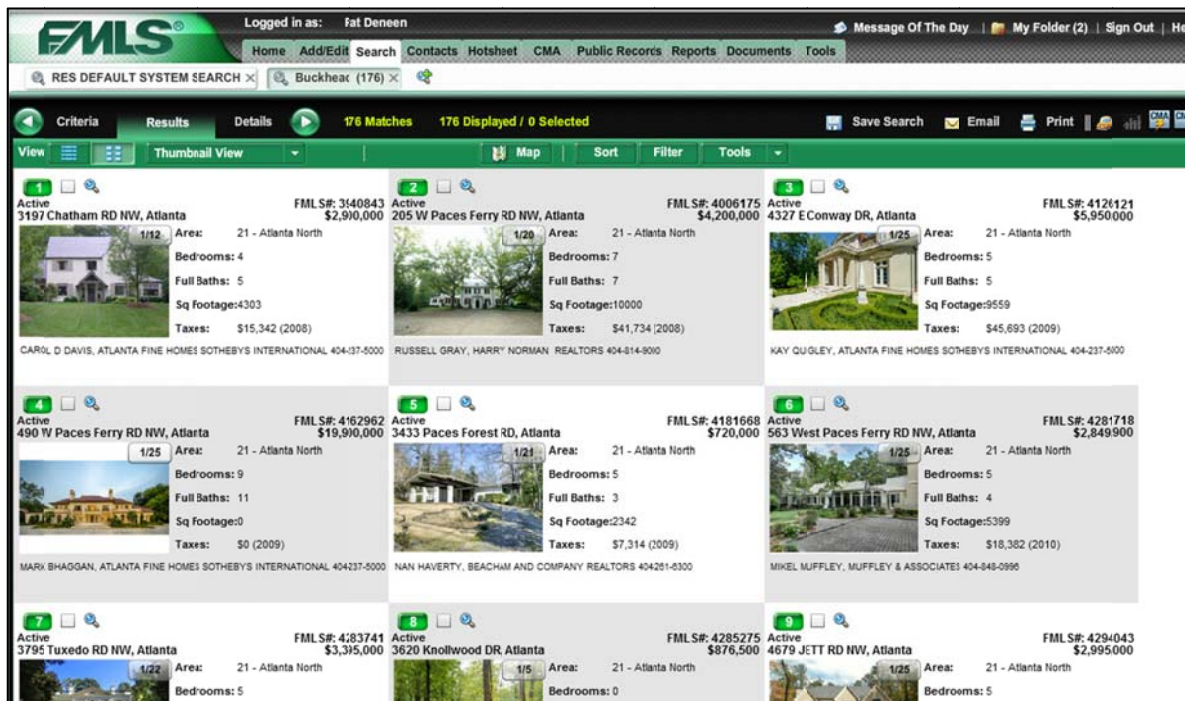 FMLS®
Logged in as: Fat Deneen
Message Of The Day | My Folder (2) | Sign Out | He
Home Add/Edit Search Contacts Hotsheet CMA Public Records Reports Documents Tools
RES DEFAULT SYSTEM SEARCH × Buckhead (176) ×
Criteria Results Details 176 Matches 176 Displayed / 0 Selected Save Search Email Print
View Thumbnail View Map Sort Filter Tools
1 2 3
Active Active Active
FMLS#: 3940843 FMLS#: 4006175 FMLS#: 4126121
3197 Chatham RD NW, Atlanta $2,900,000 205 W Paces Ferry RD NW, Atlanta $4,200,000 4327 E Conway DR, Atlanta $5,950,000
1/12 Area: 21 - Atlanta North 1/20 Area: 21 - Atlanta North 1/25 Area: 21 - Atlanta North
Bedrooms: 4 Bedrooms: 7 Bedrooms: 5
Full Baths: 5 Full Baths: 7 Full Baths: 5
Sq Footage:4303 Sq Footage:10000 Sq Footage:9559
Taxes: $15,342 (2008) Taxes: $41,734 (2008) Taxes: $45,693 (2009)
CAROL D DAVIS, ATLANTA FINE HOMES SOTHEBYS INTERNATIONAL 404-237-5000 RUSSELL GRAY, HARRY NORMAN REALTORS 404-814-9000 KAY QUIGLEY, ATLANTA FINE HOMES SOTHEBYS INTERNATIONAL 404-237-5000
4 5 6
Active Active Active
FMLS#: 4162962 FMLS#: 4181668 FMLS#: 4281718
490 W Paces Ferry RD NW, Atlanta $19,900,000 3433 Paces Forest RD, Atlanta $720,000 563 West Paces Ferry RD NW, Atlanta $2,849,900
1/25 Area: 21 - Atlanta North 1/21 Area: 21 - Atlanta North 1/25 Area: 21 - Atlanta North
Bedrooms: 9 Bedrooms: 5 Bedrooms: 5
Full Baths: 11 Full Baths: 3 Full Baths: 4
Sq Footage:0 Sq Footage:2342 Sq Footage:5399
Taxes: $0 (2009) Taxes: $7,314 (2009) Taxes: $18,382 (2010)
MARK BHAGGAN, ATLANTA FINE HOMES SOTHEBYS INTERNATIONAL 404237-5000 NAN HAVERTY, BEACHAM AND COMPANY REALTORS 404261-6300 MIKEL MUFFLEY, MUFFLEY & ASSOCIATES 404-848-0996
7 8 9
Active Active Active
FMLS#: 4283741 FMLS#: 4285275 FMLS#: 4294043
3795 Tuxedo RD NW, Atlanta $3,395,000 3620 Knollwood DR, Atlanta $876,500 4679 JETT RD NW, Atlanta $2,995,000
1/22 Area: 21 - Atlanta North 1/5 Area: 21 - Atlanta North 1/25 Area: 21 - Atlanta North
Bedrooms: 5 Bedrooms: 0 Bedrooms: 5